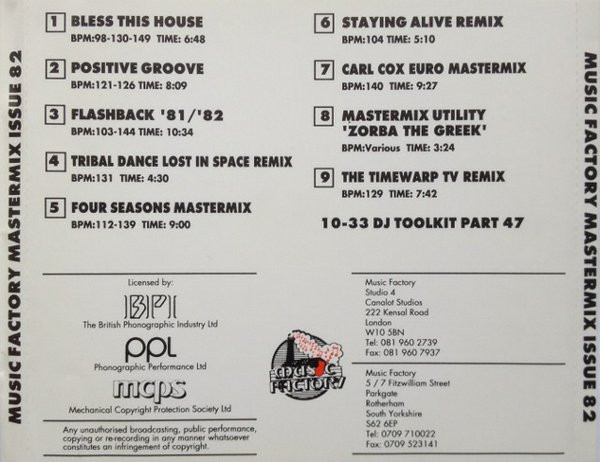 MUSIC FACTORY MASTERMIX ISSUE 82
1 BLESS THIS HOUSE
BPM:98-130-149 TIME: 6:48
2 POSITIVE GROOVE
BPM:121-126 TIME: 8:09
3 FLASHBACK '81/'82
BPM:103-144 TIME: 10:34
4 TRIBAL DANCE LOST IN SPACE REMIX
BPM:131 TIME: 4:30
5 FOUR SEASONS MASTERMIX
BPM:112-139 TIME: 9:00
6 STAYING ALIVE REMIX
BPM:104 TIME: 5:10
7 CARL COX EURO MASTERMIX
BPM:140 TIME: 9:27
8 MASTERMIX UTILITY
'ZORBA THE GREEK'
BPM:Various TIME: 3:24
9 THE TIMEWARP TV REMIX
BPM:129 TIME: 7:42
10-33 DJ TOOLKIT PART 47
Licensed by:
BPI
The British Phonographic Industry Ltd
PPL
Phonographic Performance Ltd
mcps
Mechanical Copyright Protection Society Ltd
Any unauthorised broadcasting, public performance,
copying or re-recording in any manner whatsoever
constitutes an infringement of copyright.
MUSIC
FACTORY
Music Factory
Studio 4
Canalot Studios
222 Kensal Road
London
W10 5BN
Tel: 081 960 2739
Fax: 081 960 7937
Music Factory
5 / 7 Fitzwilliam Street
Parkgate
Rotherham
South Yorkshire
S62 6EP
Tel: 0709 710022
Fax: 0709 523141
MUSIC FACTORY MASTERMIX ISSUE 82